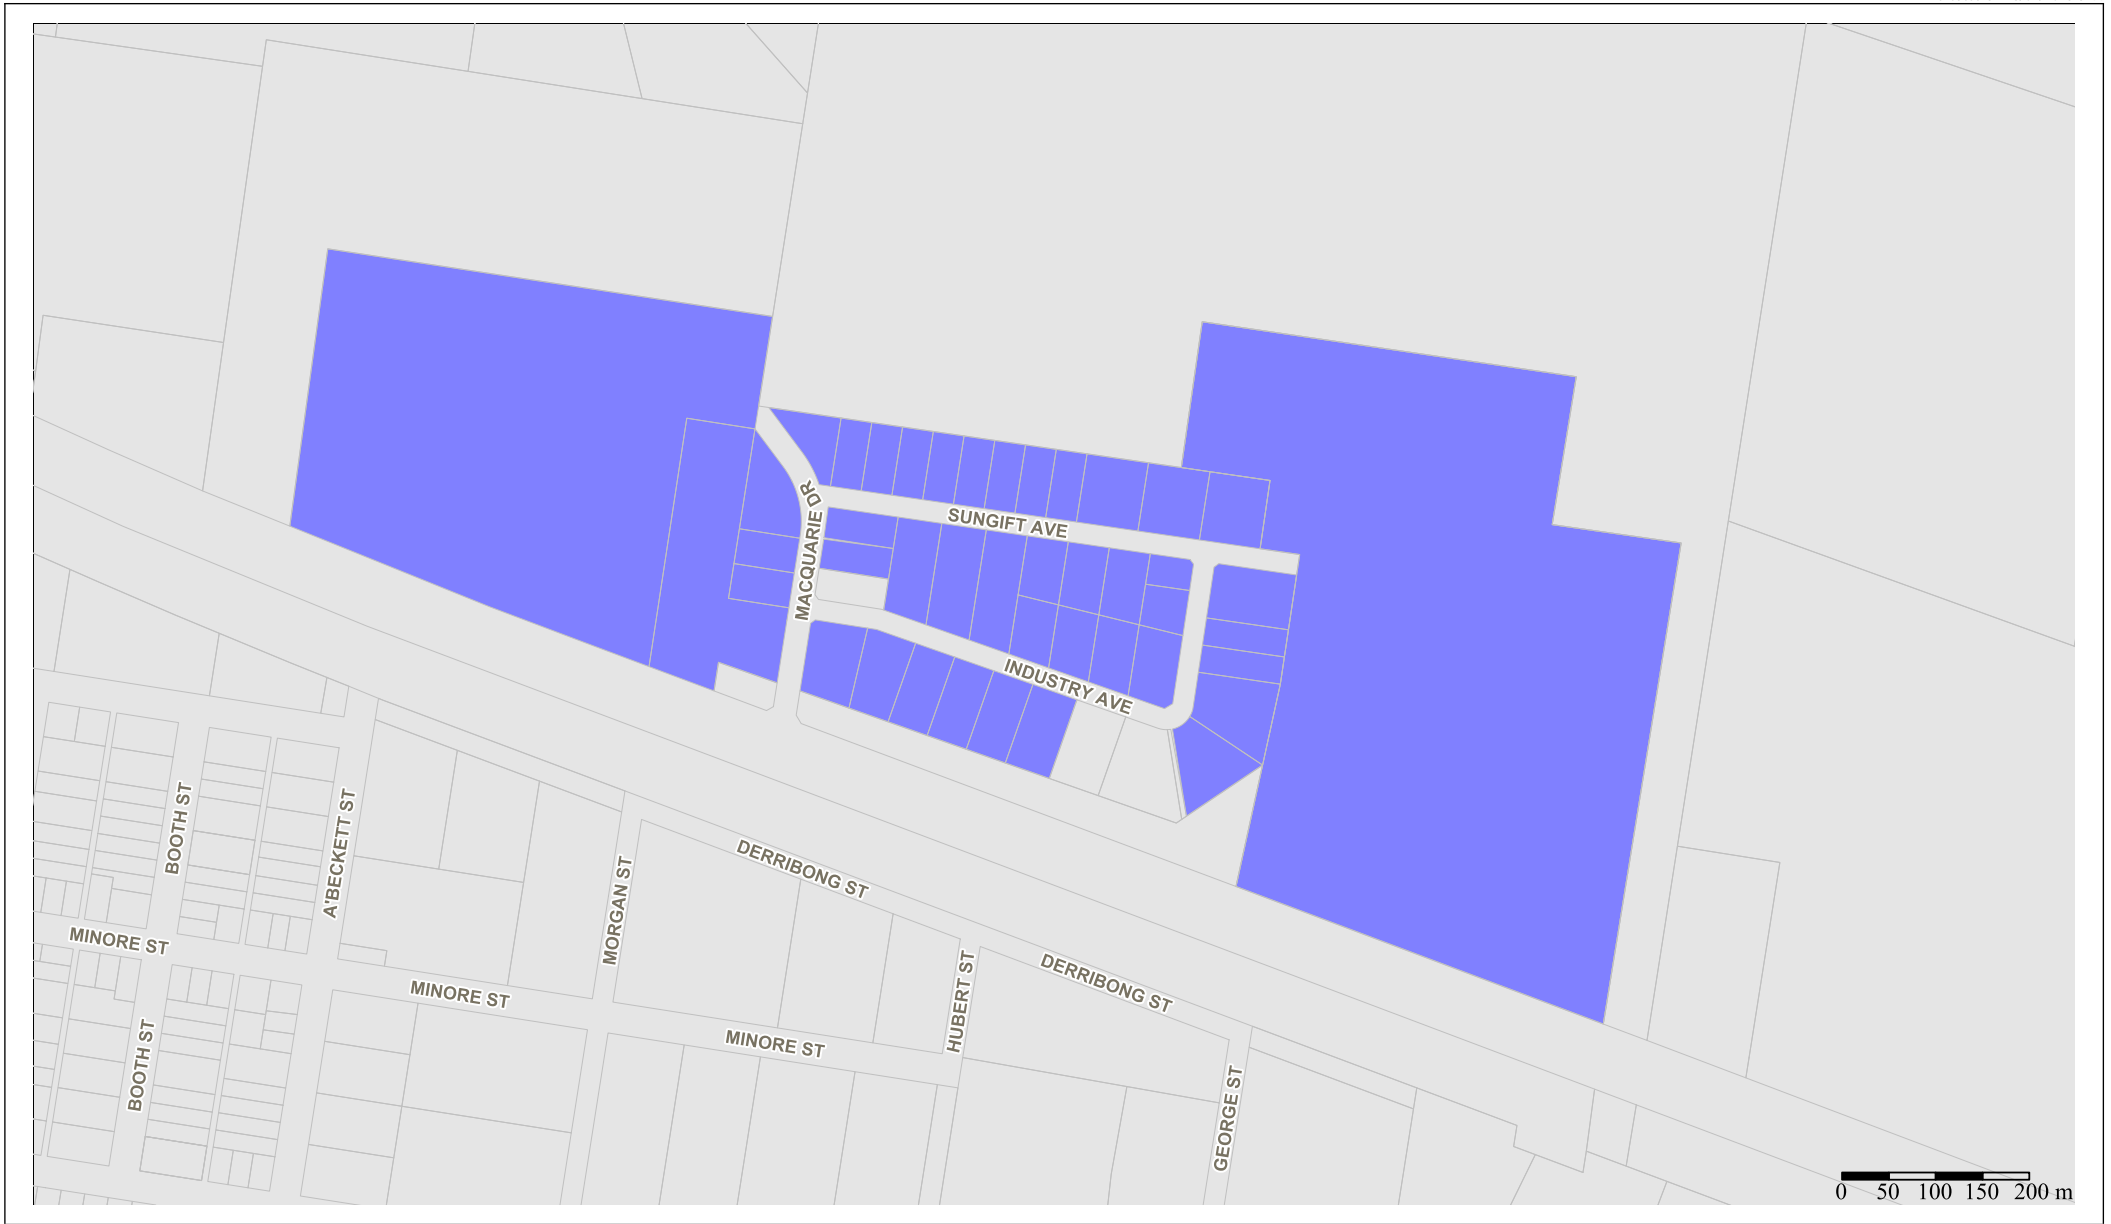 MACQUARIE DR
SUNGIFT AVE
INDUSTRY AVE
BOOTH ST
A'BECKETT ST
MORGAN ST
DERRIBONG ST
MINORE ST
HUBERT ST
DERRIBONG ST
MINORE ST
MINORE ST
BOOTH ST
GEORGE ST
0 50 100 150 200 m